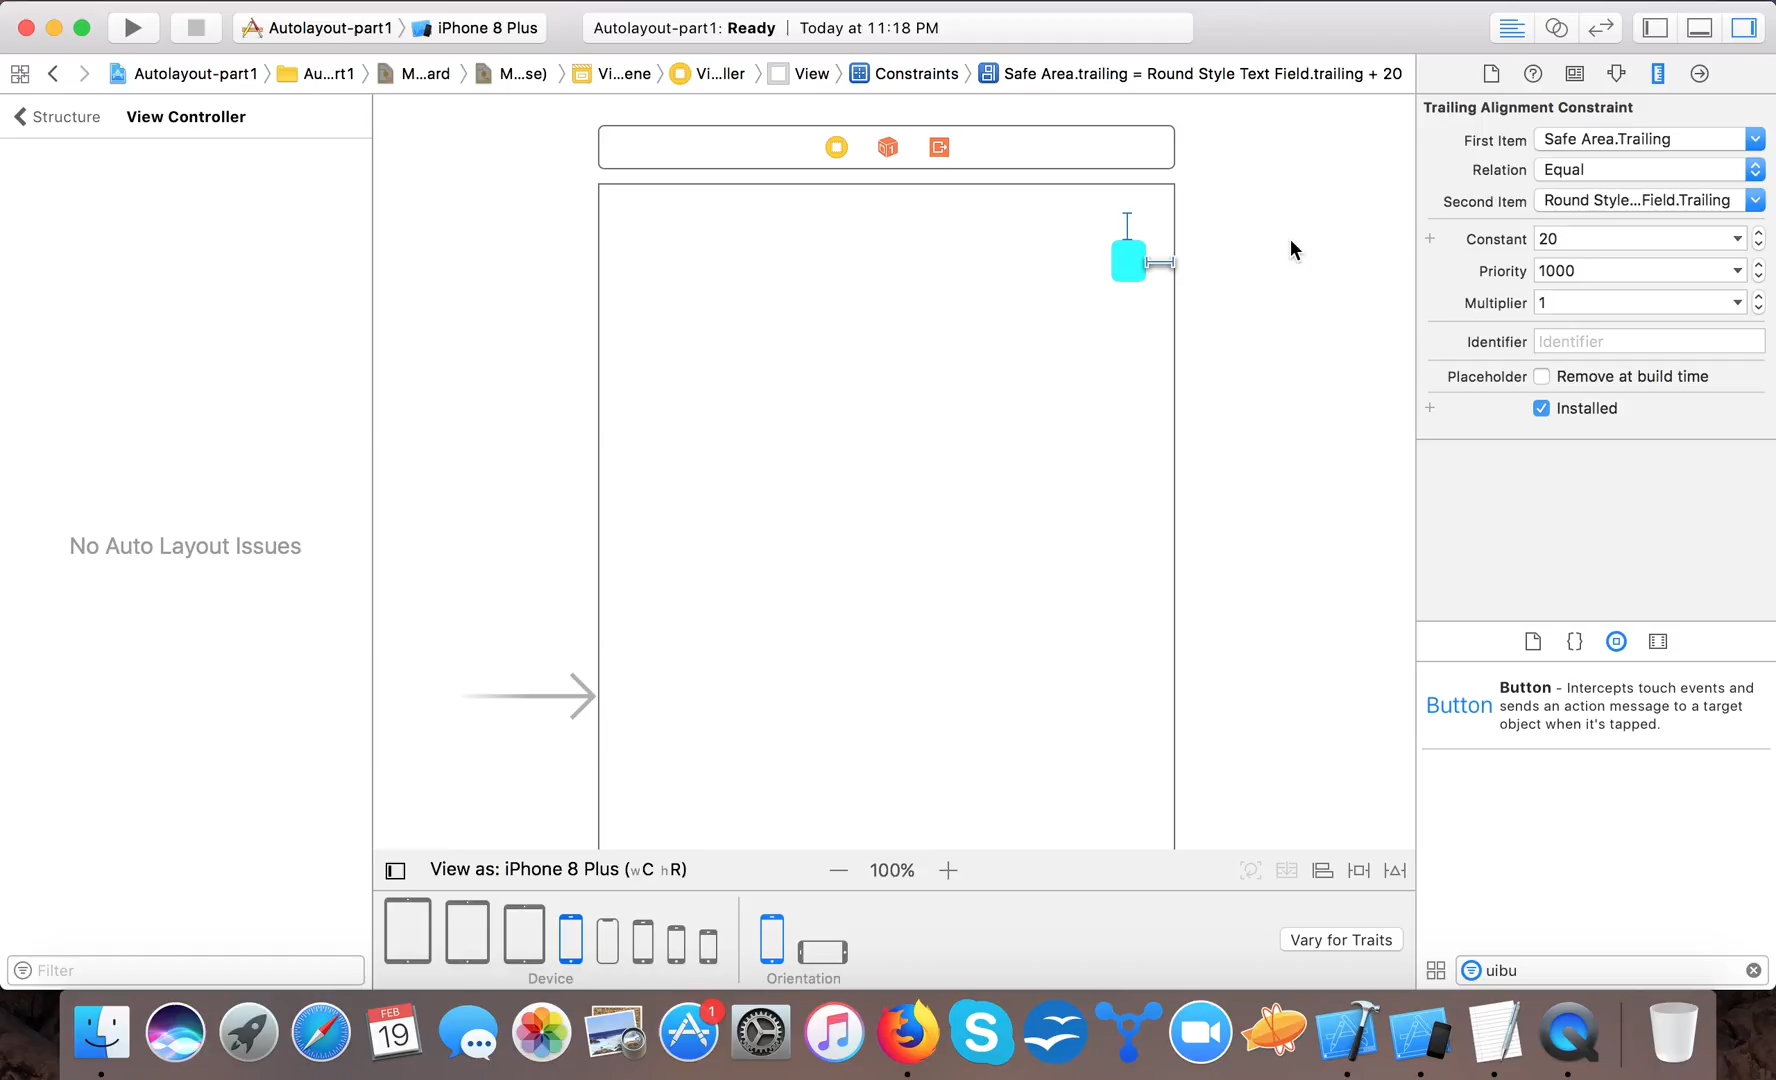 Autolayout-part1 iPhone 8 Plus
Autolayout-part1: Ready Today at 11:18 PM
Autolayout-part1 Au...rt1 M...ard M...se) Vi...ene Vi...ller View Constraints Safe Area.trailing = Round Style Text Field.trailing + 20
Structure View Controller
No Auto Layout Issues
Filter
View as: iPhone 8 Plus (wC hR)
100%
Device
Orientation
Vary for Traits
Trailing Alignment Constraint
First Item Safe Area.Trailing
Relation Equal
Second Item Round Style...Field.Trailing
+ Constant 20
Priority 1000
Multiplier 1
Identifier Identifier
Placeholder Remove at build time
+ Installed
Button
Button - Intercepts touch events and
sends an action message to a target
object when it's tapped.
uibu
FEB
19
1